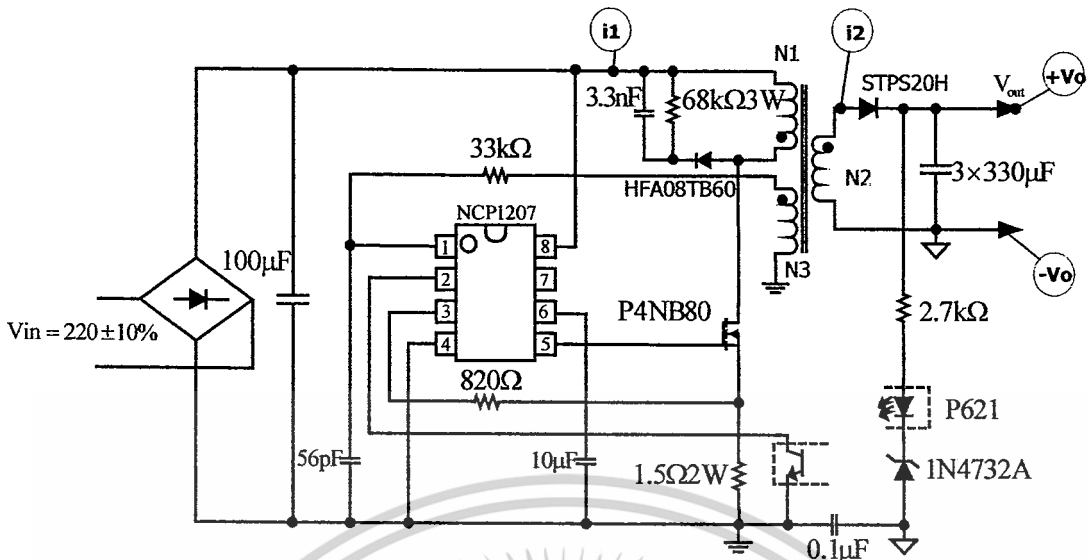 i1
i2
N1
STPS20H
V_out
+Vo
3.3nF
68kΩ3W
33kΩ
HFA08TB60
N2
3×330μF
NCP1207
1
8
100μF
2
7
N3
-Vo
3
6
P4NB80
2.7kΩ
Vin = 220±10%
4
5
820Ω
P621
56pF
10μF
1.5Ω2W
1N4732A
0.1μF